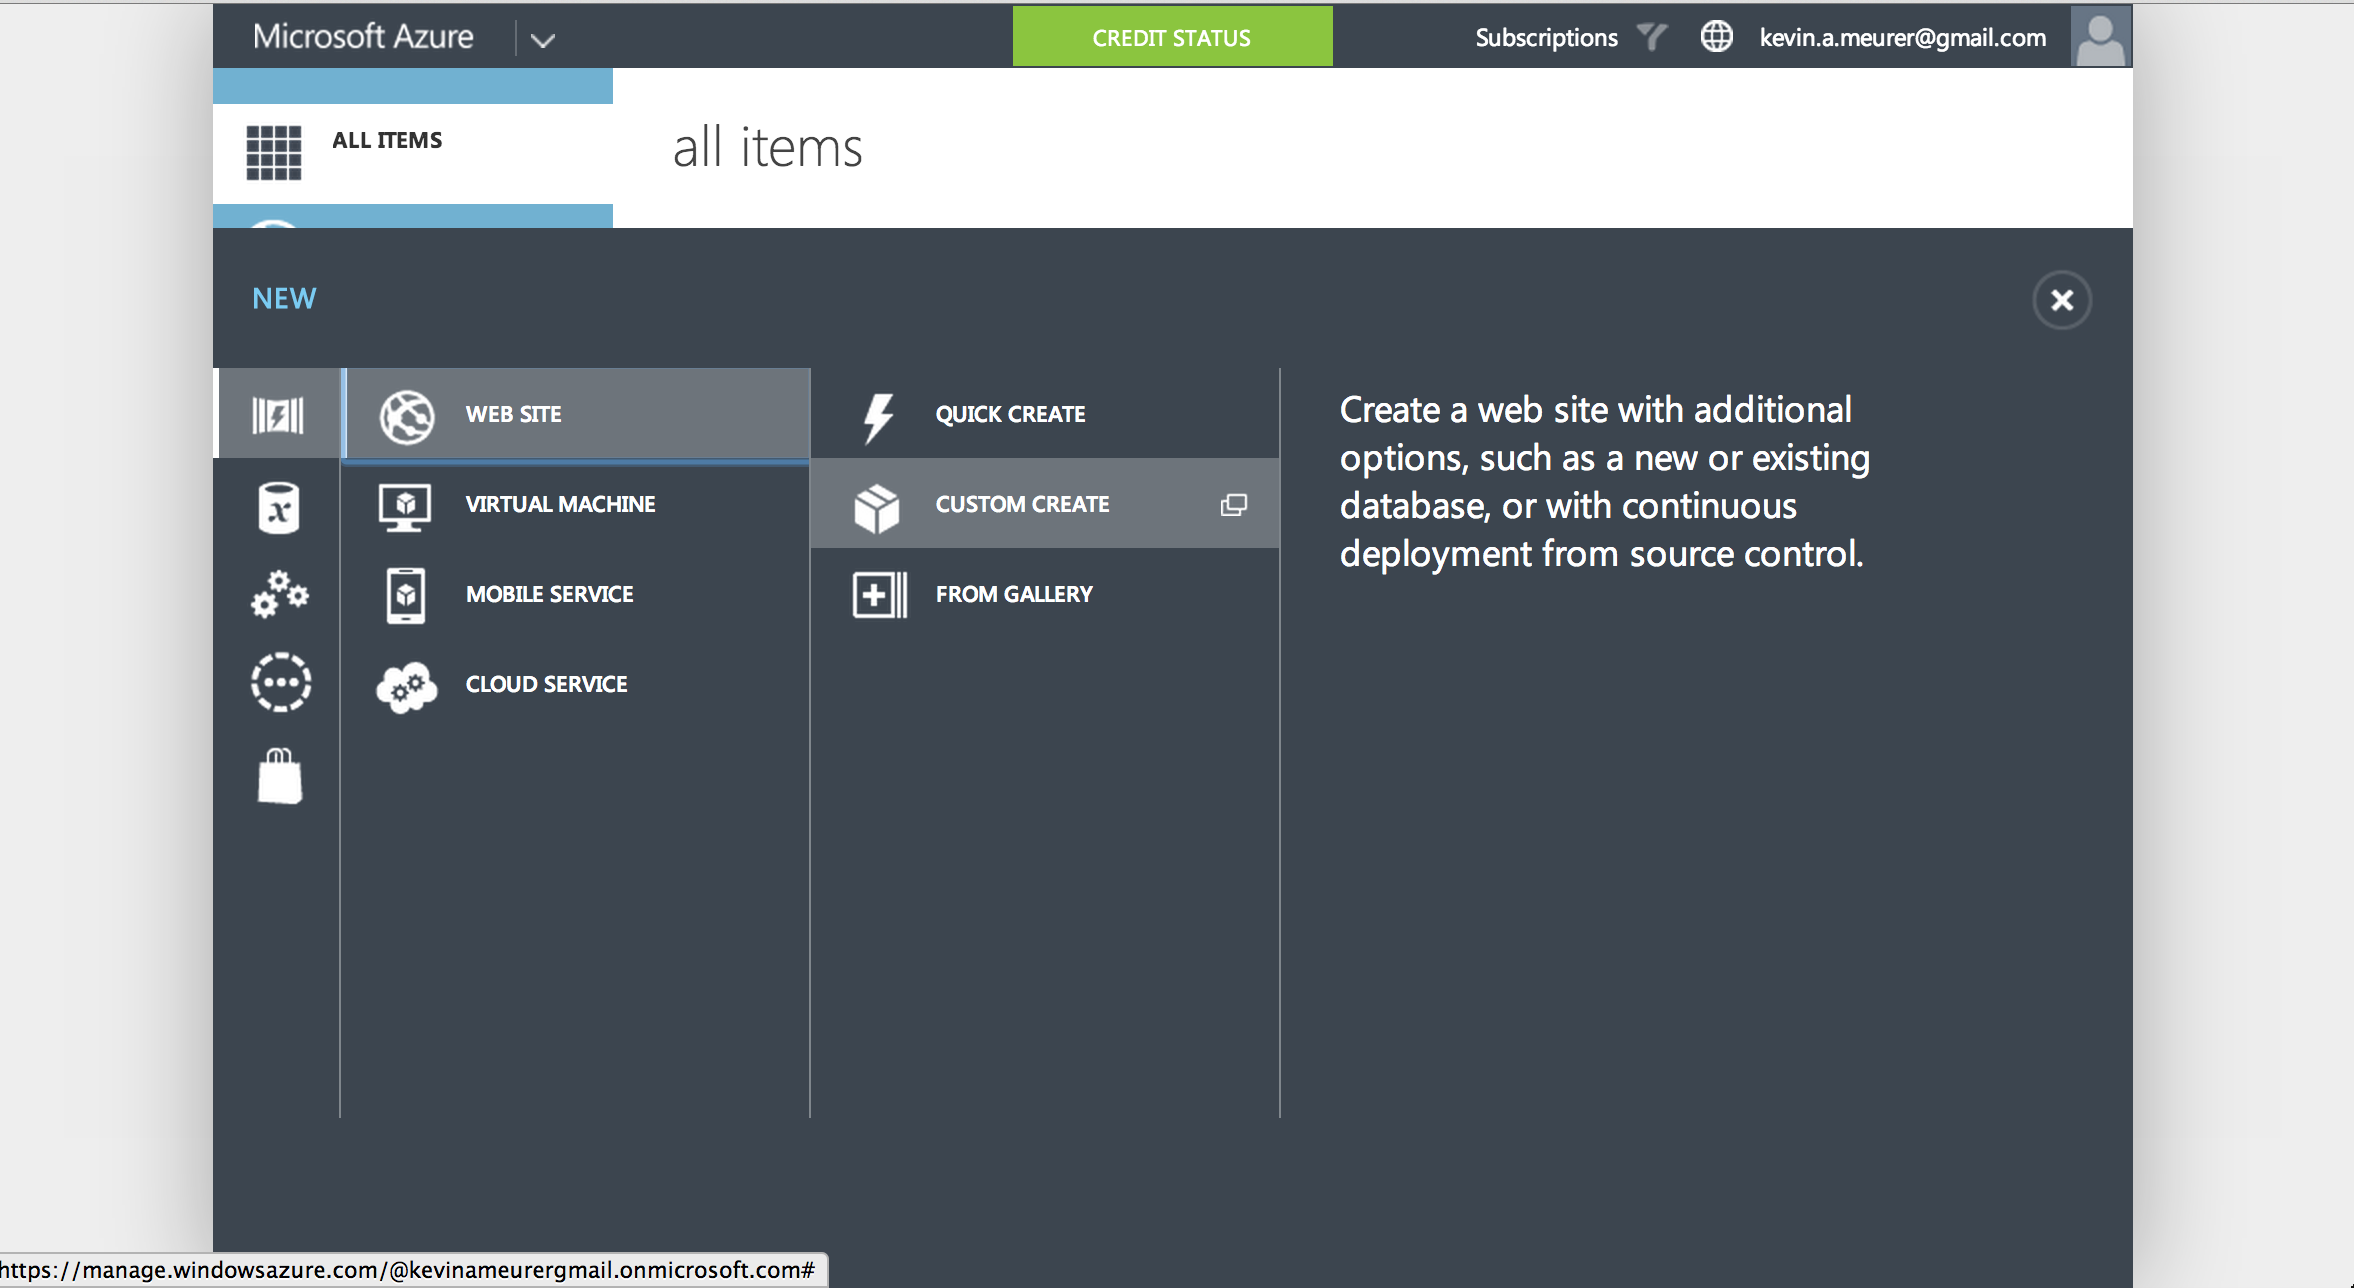 Microsoft Azure
CREDIT STATUS
Subscriptions
kevin.a.meurer@gmail.com
ALL ITEMS
all items
NEW
WEB SITE
VIRTUAL MACHINE
MOBILE SERVICE
CLOUD SERVICE
QUICK CREATE
CUSTOM CREATE
FROM GALLERY
Create a web site with additional
options, such as a new or existing
database, or with continuous
deployment from source control.
https://manage.windowsazure.com/@kevinameurergmail.onmicrosoft.com#